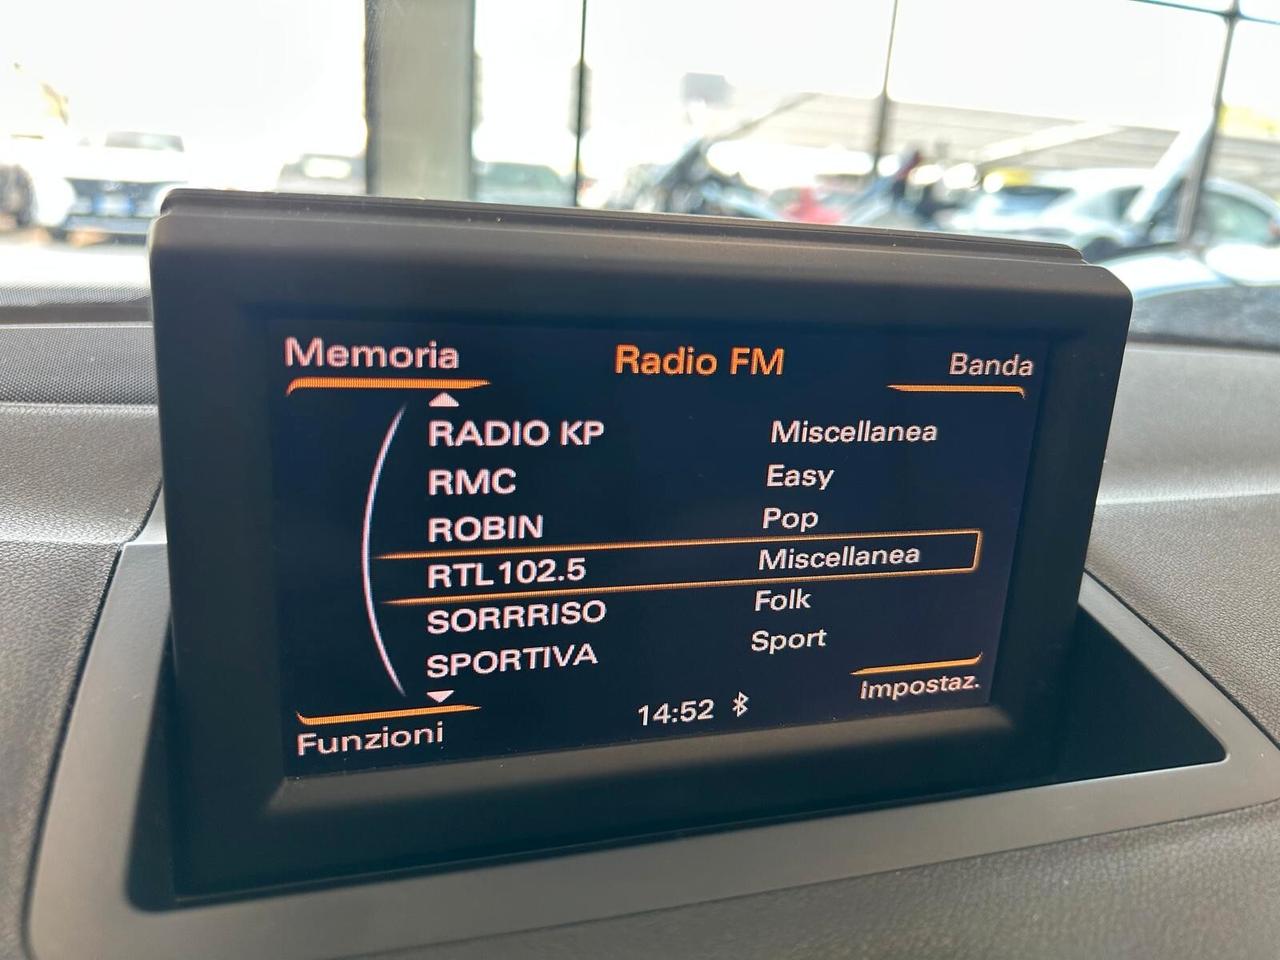 Memoria Radio FM Banda
RADIO KP Miscellanea
RMC Easy
ROBIN Pop
RTL102.5 Miscellanea
SORRRISO Folk
SPORTIVA Sport
Funzioni 14:52 Impostaz.